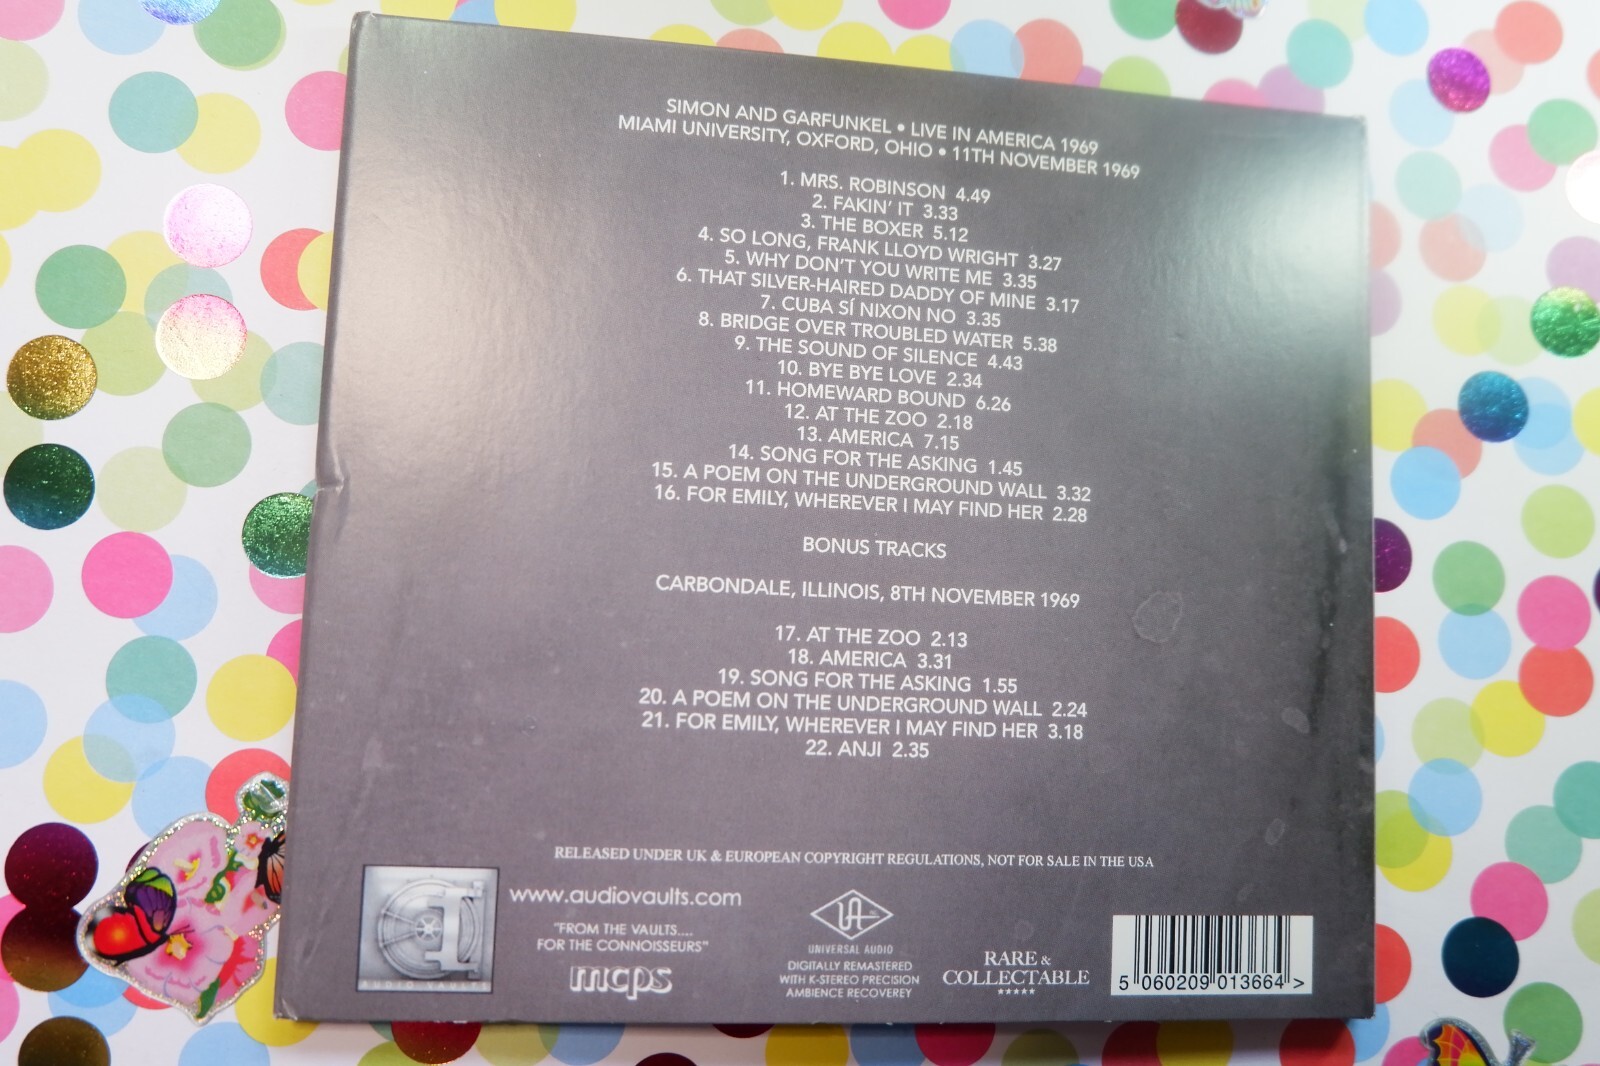 SIMON AND GARFUNKEL • LIVE IN AMERICA 1969
MIAMI UNIVERSITY, OXFORD, OHIO • 11TH NOVEMBER 1969
1. MRS. ROBINSON 4.49
2. FAKIN' IT 3.33
3. THE BOXER 5.12
4. SO LONG, FRANK LLOYD WRIGHT 3.27
5. WHY DON'T YOU WRITE ME 3.35
6. THAT SILVER-HAIRED DADDY OF MINE 3.17
7. CUBA SÍ NIXON NO 3.35
8. BRIDGE OVER TROUBLED WATER 5.38
9. THE SOUND OF SILENCE 4.43
10. BYE BYE LOVE 2.34
11. HOMEWARD BOUND 6.26
12. AT THE ZOO 2.18
13. AMERICA 7.15
14. SONG FOR THE ASKING 1.45
15. A POEM ON THE UNDERGROUND WALL 3.32
16. FOR EMILY, WHEREVER I MAY FIND HER 2.28
BONUS TRACKS
CARBONDALE, ILLINOIS, 8TH NOVEMBER 1969
17. AT THE ZOO 2.13
18. AMERICA 3.31
19. SONG FOR THE ASKING 1.55
20. A POEM ON THE UNDERGROUND WALL 2.24
21. FOR EMILY, WHEREVER I MAY FIND HER 3.18
22. ANJI 2.35
RELEASED UNDER UK & EUROPEAN COPYRIGHT REGULATIONS, NOT FOR SALE IN THE USA
AUDIO VAULTS
www.audiovaults.com
"FROM THE VAULTS....
FOR THE CONNOISSEURS"
mcps
UA
UNIVERSAL AUDIO
DIGITALLY REMASTERED
WITH K-STEREO PRECISION
AMBIENCE RECOVEREY
RARE &
COLLECTABLE
*****
5 060209 013664 >